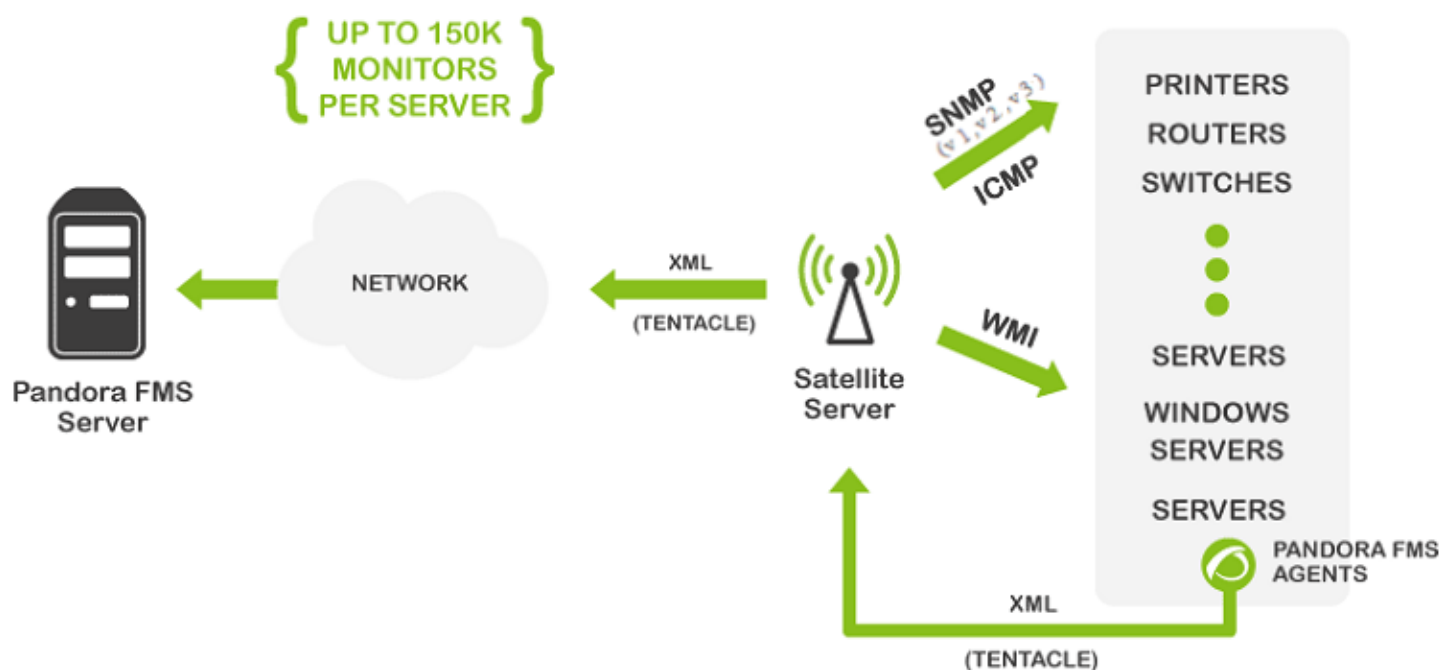 UP TO 150K
MONITORS
PER SERVER
SNMP
(v1,v2,v3)
ICMP
PRINTERS
ROUTERS
SWITCHES
NETWORK
XML
(TENTACLE)
WMI
Pandora FMS
Server
Satellite
Server
SERVERS
WINDOWS
SERVERS
SERVERS
PANDORA FMS
AGENTS
XML
(TENTACLE)